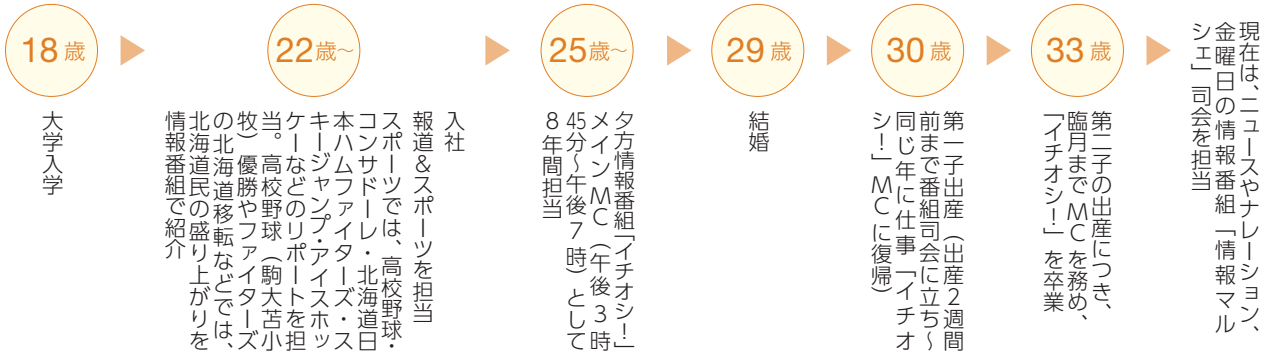 18歳
大学入学
22歳～
入社
報道＆スポーツを担当
スポーツでは、高校野球・
コンサドーレ・北海道日
本ハムファイターズ・ス
キージャンプ・アイスホッ
ケーなどのリポートを担
当。高校野球（駒大苫小
牧）優勝やファイターズ
の北海道移転などでは、
北海道民の盛り上がりを
情報番組で紹介
25歳～
夕方情報番組「イチオシ！」
メインＭＣ（午後３時
45分～午後７時）として
８年間担当
29歳
結婚
30歳
第一子出産（出産２週間
前まで番組司会に立ち～
同じ年に仕事「イチオ
シ！」ＭＣに復帰）
33歳
第二子の出産につき、
臨月までＭＣを務め、
「イチオシ！」を卒業
現在は、ニュースやナレーション、
金曜日の情報番組「情報マル
シェ」司会を担当